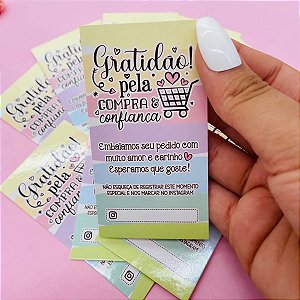 Gratidão!
pela
COMPRA &
confiança
Embalamos seu pedido com
muito amor e carinho
Esperamos que goste!
NÃO ESQUEÇA DE REGISTRAR ESTE MOMENTO
ESPECIAL E NOS MARCAR NO INSTAGRAM